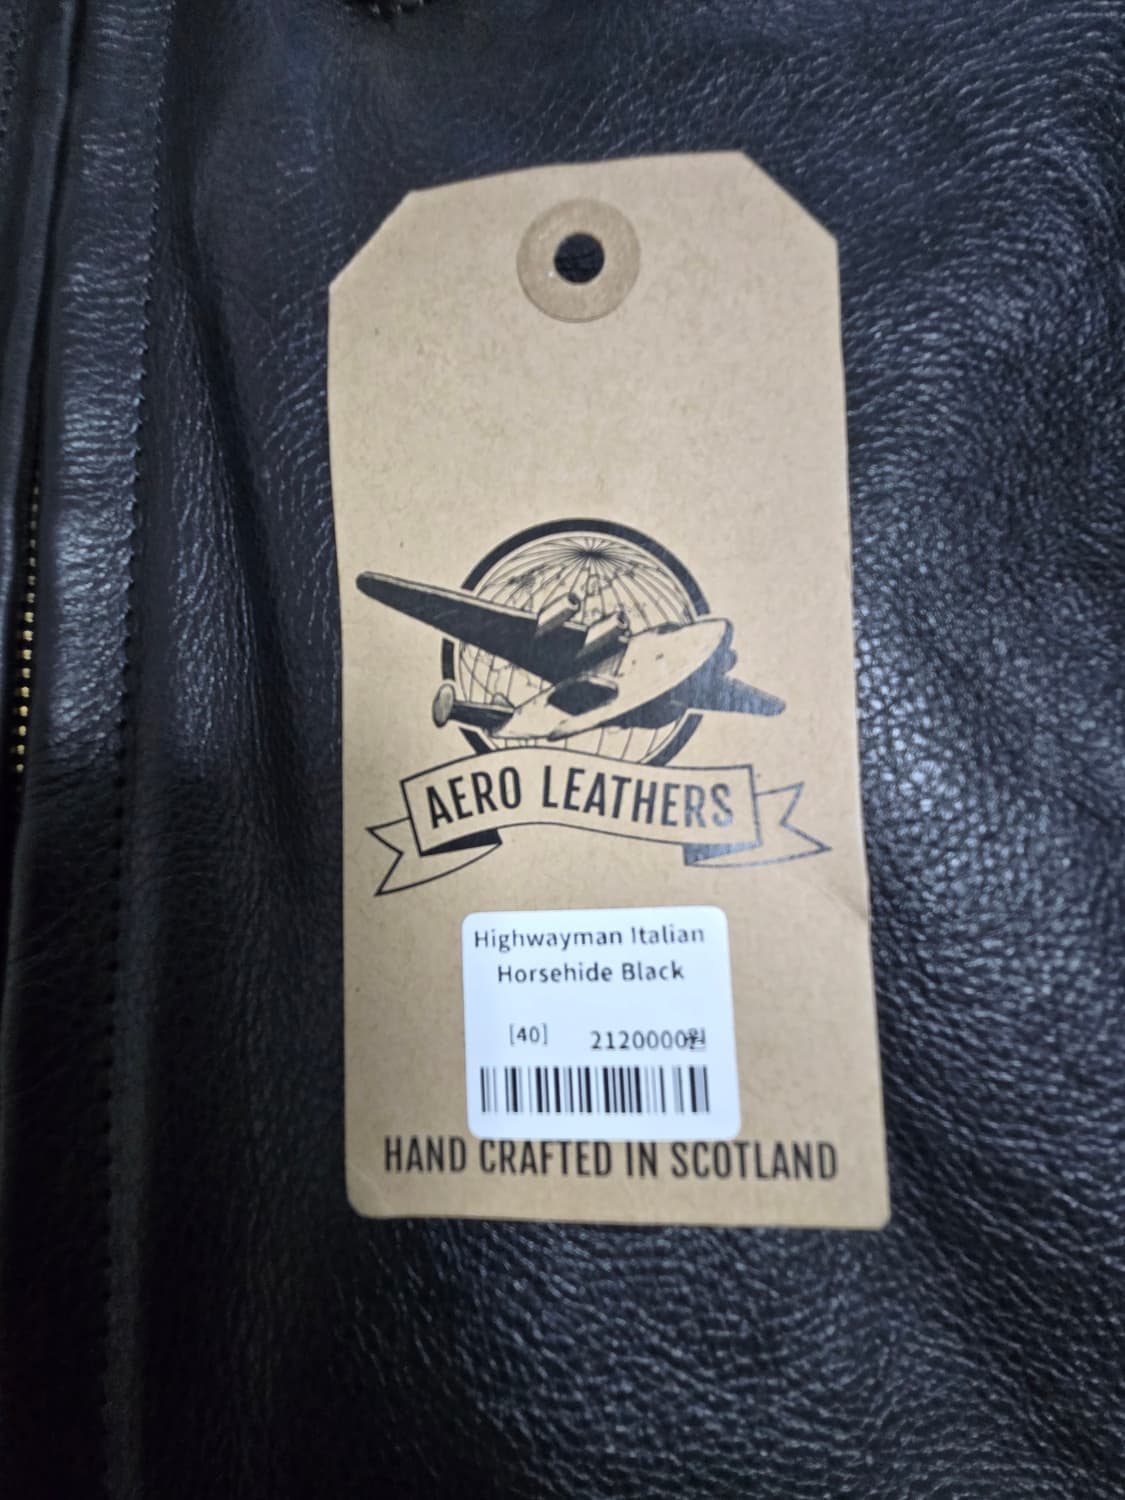 AERO LEATHERS
Highwayman Italian
Horsehide Black
[40] 2120000원
HAND CRAFTED IN SCOTLAND